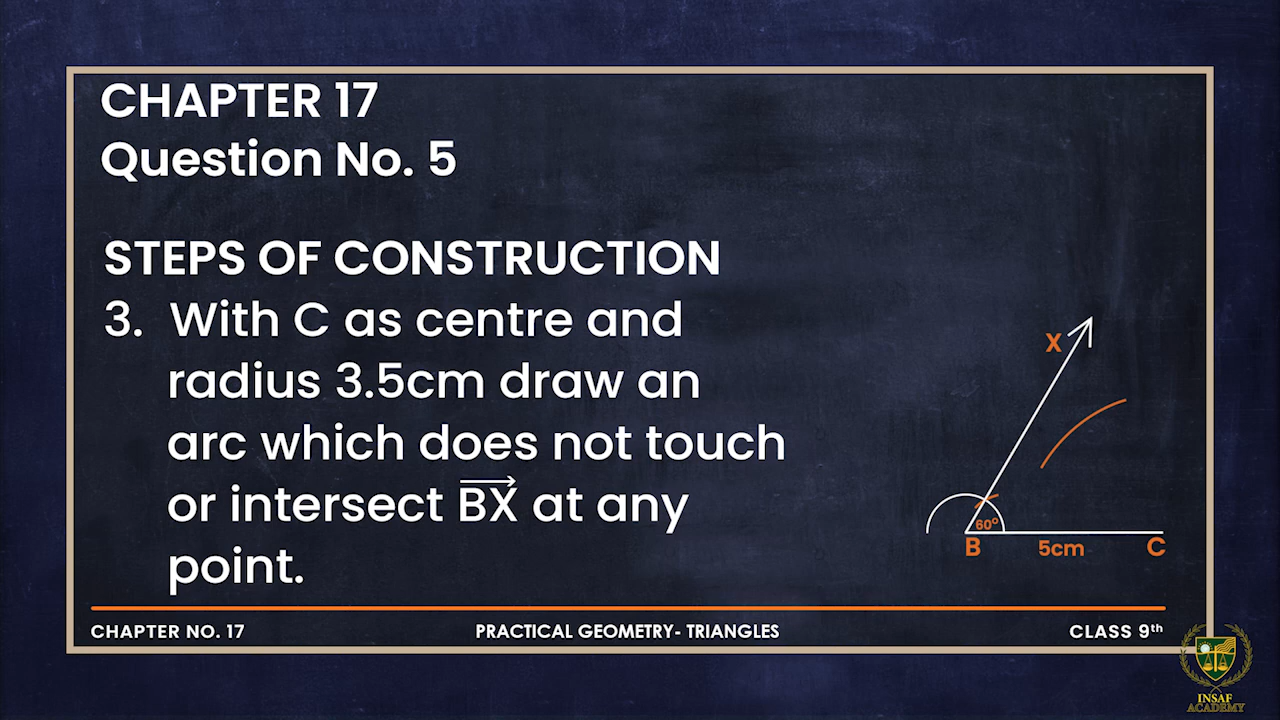 CHAPTER 17
Question No. 5
STEPS OF CONSTRUCTION
3. With C as centre and
radius 3.5cm draw an
arc which does not touch
or intersect BX at any
point.
X
60°
B 5cm C
CHAPTER NO. 17 PRACTICAL GEOMETRY- TRIANGLES CLASS 9th
INSAF
ACADEMY